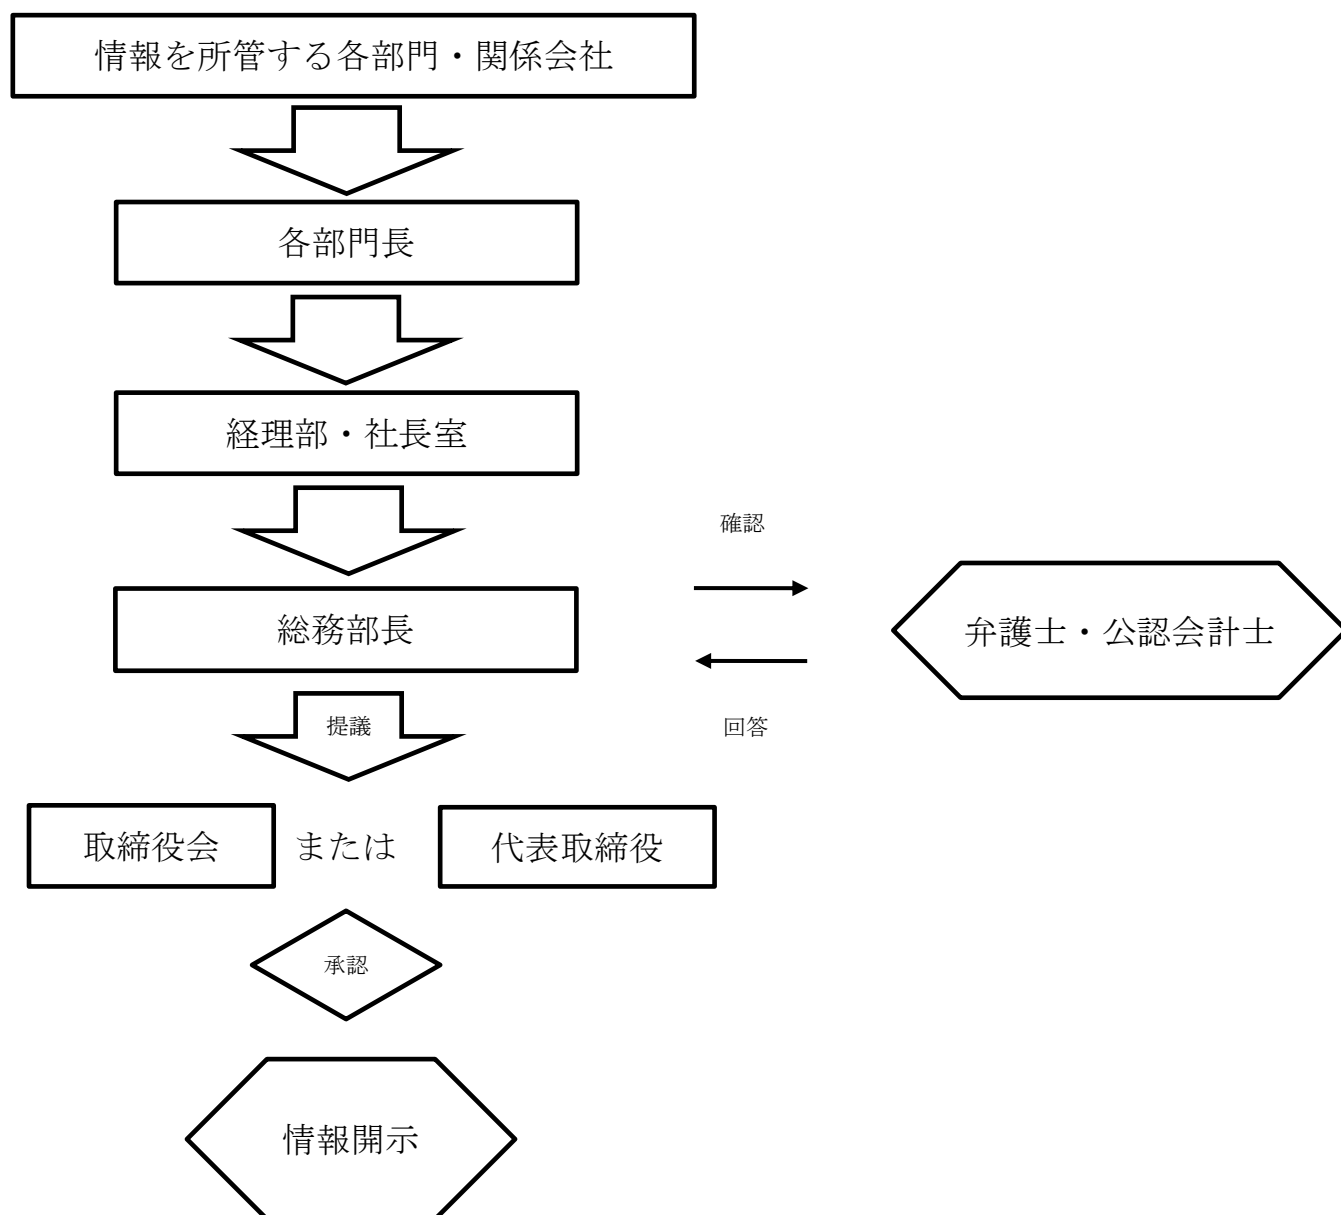 情報を所管する各部門・関係会社
各部門長
経理部・社長室
確認
総務部長
弁護士・公認会計士
提議
回答
取締役会 または 代表取締役
承認
情報開示